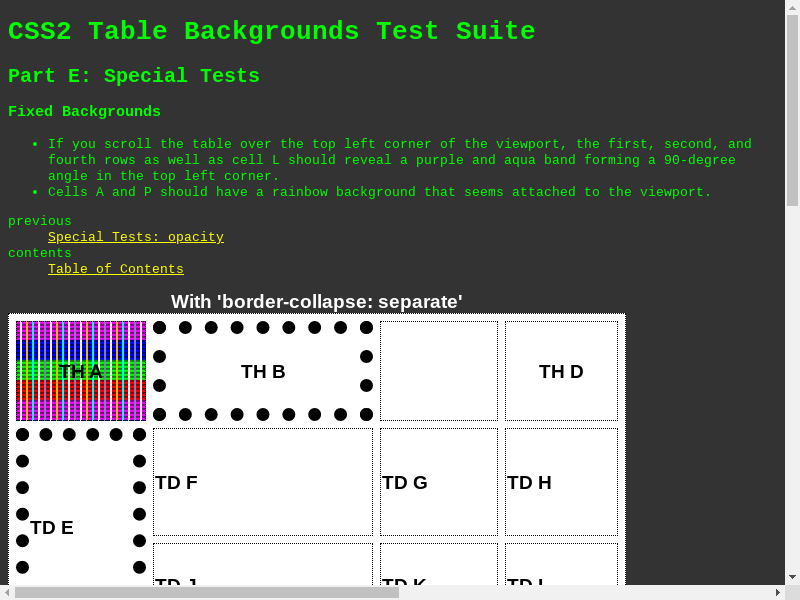 CSS2 Table Backgrounds Test Suite
Part E: Special Tests
Fixed Backgrounds
If you scroll the table over the top left corner of the viewport, the first, second, and
fourth rows as well as cell L should reveal a purple and aqua band forming a 90-degree
angle in the top left corner.
Cells A and P should have a rainbow background that seems attached to the viewport.
previous
Special Tests: opacity
contents
Table of Contents
With 'border-collapse: separate'
TH A TH B TH D
TD F TD G TD H
TD E
TD J TD K TD L